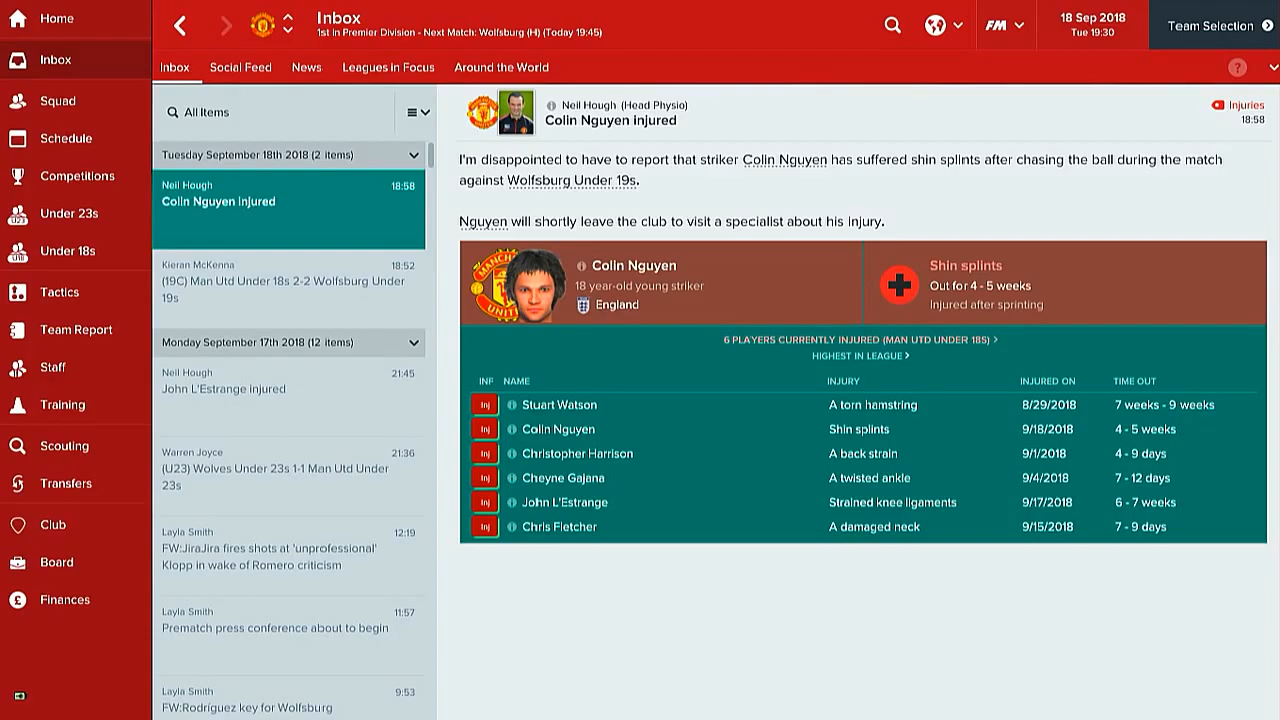 Home
Inbox
Squad
Schedule
Competitions
Under 23s
Under 18s
Tactics
Team Report
Staff
Training
Scouting
Transfers
Club
Board
Finances
Inbox
1st in Premier Division - Next Match: Wolfsburg (H) (Today 19:45)
FM
18 Sep 2018
Tue 19:30
Team Selection
Inbox
Social Feed
News
Leagues in Focus
Around the World
?
All Items
Tuesday September 18th 2018 (2 items)
Neil Hough 18:58
Colin Nguyen injured
Kieran McKenna 18:52
(19C) Man Utd Under 18s 2-2 Wolfsburg Under
19s
Monday September 17th 2018 (12 items)
Neil Hough 21:45
John L'Estrange injured
Warren Joyce 21:36
(U23) Wolves Under 23s 1-1 Man Utd Under
23s
Layla Smith 12:19
FW:JiraJira fires shots at 'unprofessional'
Klopp in wake of Romero criticism
Layla Smith 11:57
Prematch press conference about to begin
Layla Smith 9:53
FW:Rodríguez key for Wolfsburg
Neil Hough (Head Physio)
Colin Nguyen injured
Injuries
18:58
I'm disappointed to have to report that striker Colin Nguyen has suffered shin splints after chasing the ball during the match
against Wolfsburg Under 19s.
Nguyen will shortly leave the club to visit a specialist about his injury.
MANCH
UNIT
Colin Nguyen
18 year-old young striker
England
Shin splints
Out for 4 - 5 weeks
Injured after sprinting
6 PLAYERS CURRENTLY INJURED (MAN UTD UNDER 18S) >
HIGHEST IN LEAGUE >
INF NAME INJURY INJURED ON TIME OUT
Inj Stuart Watson A torn hamstring 8/29/2018 7 weeks - 9 weeks
Inj Colin Nguyen Shin splints 9/18/2018 4 - 5 weeks
Inj Christopher Harrison A back strain 9/1/2018 4 - 9 days
Inj Cheyne Gajana A twisted ankle 9/4/2018 7 - 12 days
Inj John L'Estrange Strained knee ligaments 9/17/2018 6 - 7 weeks
Inj Chris Fletcher A damaged neck 9/15/2018 7 - 9 days